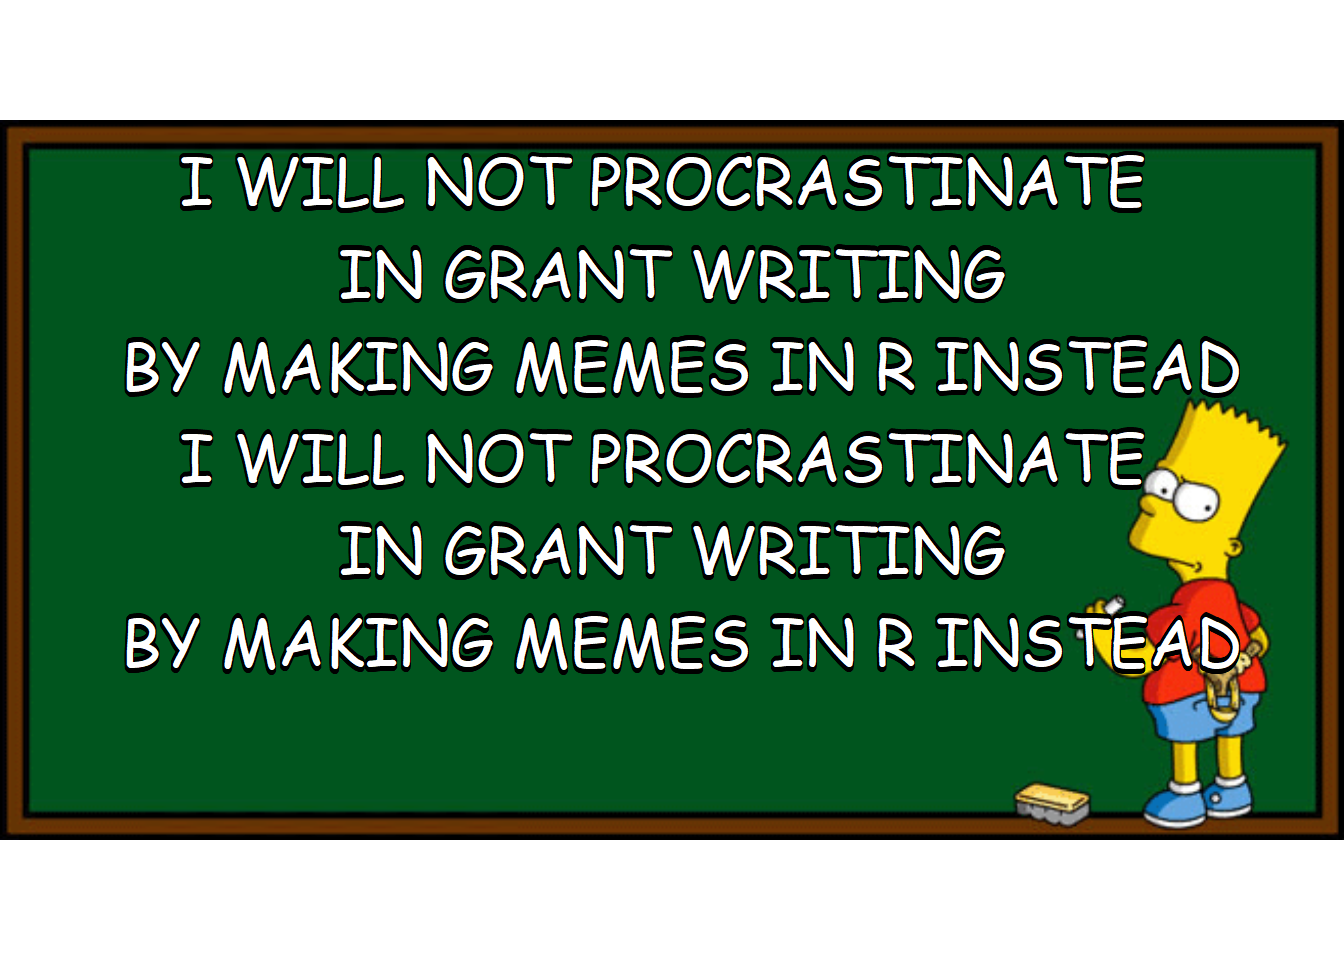 I WILL NOT PROCRASTINATE
IN GRANT WRITING
BY MAKING MEMES IN R INSTEAD
I WILL NOT PROCRASTINATE
IN GRANT WRITING
BY MAKING MEMES IN R INSTEAD